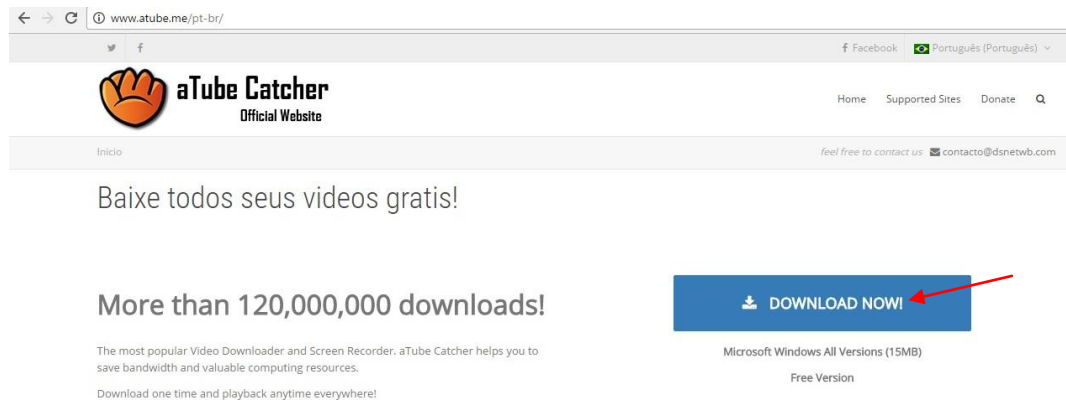 www.atube.me/pt-br/
Facebook Português (Português)
aTube Catcher
Official Website
Home Supported Sites Donate
Inicio
feel free to contact us contacto@dsnetwb.com
Baixe todos seus videos gratis!
More than 120,000,000 downloads!
DOWNLOAD NOW!
The most popular Video Downloader and Screen Recorder. aTube Catcher helps you to
save bandwidth and valuable computing resources.
Download one time and playback anytime everywhere!
Microsoft Windows All Versions (15MB)
Free Version